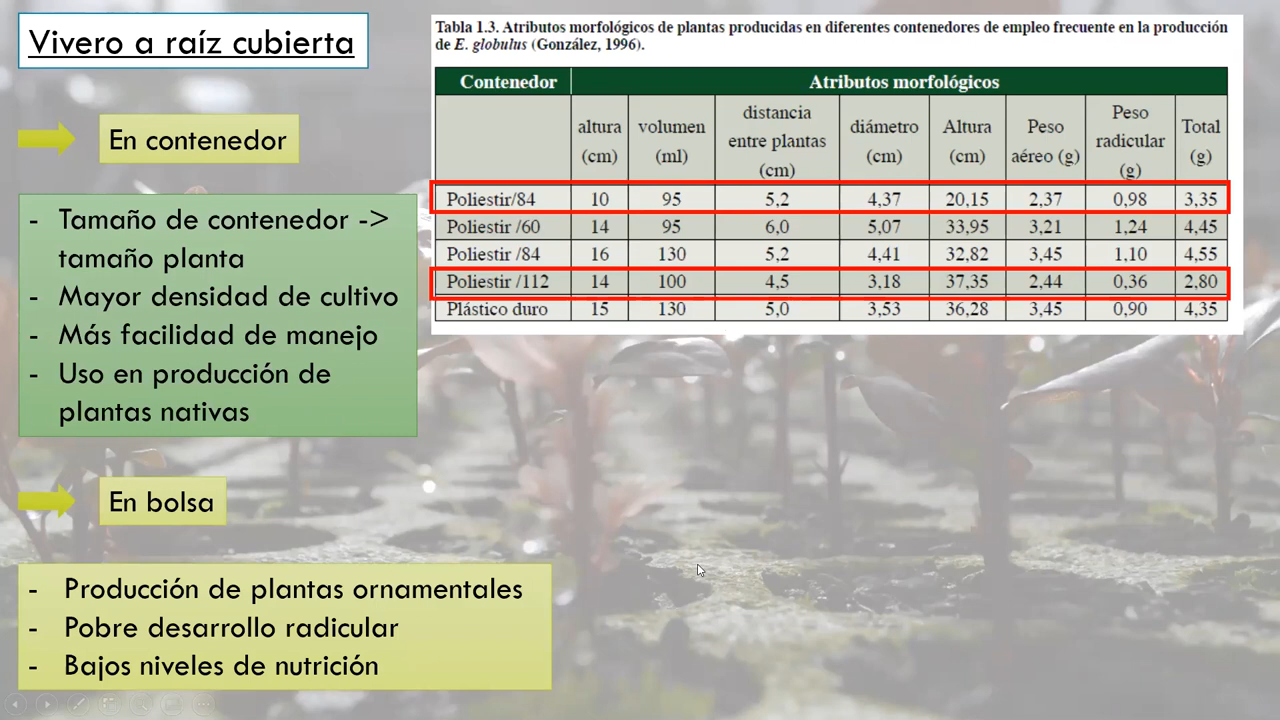 Vivero a raíz cubierta
En contenedor
- Tamaño de contenedor ->
tamaño planta
- Mayor densidad de cultivo
- Más facilidad de manejo
- Uso en producción de
plantas nativas
En bolsa
- Producción de plantas ornamentales
- Pobre desarrollo radicular
- Bajos niveles de nutrición
Tabla 1.3. Atributos morfológicos de plantas producidas en diferentes contenedores de empleo frecuente en la producción
de E. globulus (González, 1996).
Contenedor Atributos morfológicos
altura (cm) volumen (ml) distancia entre plantas (cm) diámetro (cm) Altura (cm) Peso aéreo (g) Peso radicular (g) Total (g)
Poliestir/84 10 95 5,2 4,37 20,15 2,37 0,98 3,35
Poliestir /60 14 95 6,0 5,07 33,95 3,21 1,24 4,45
Poliestir /84 16 130 5,2 4,41 32,82 3,45 1,10 4,55
Poliestir /112 14 100 4,5 3,18 37,35 2,44 0,36 2,80
Plástico duro 15 130 5,0 3,53 36,28 3,45 0,90 4,35